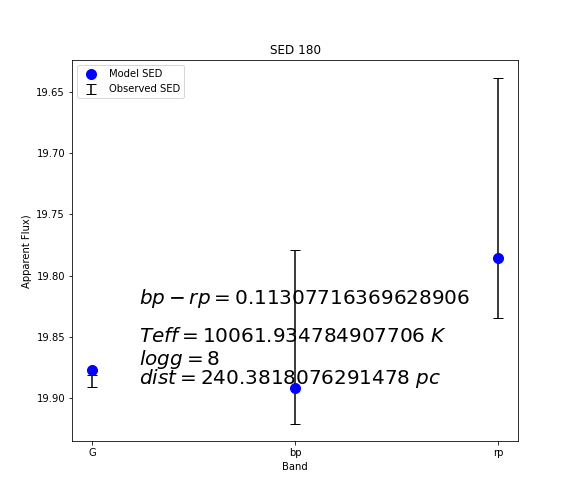 SED 180
Model SED
Observed SED
Apparent Flux)
19.65
19.70
19.75
19.80
19.85
19.90
bp − rp = 0.11307716369628906
Teff = 10061.934784907706 K
logg = 8
dist = 240.3818076291478 pc
G bp rp
Band